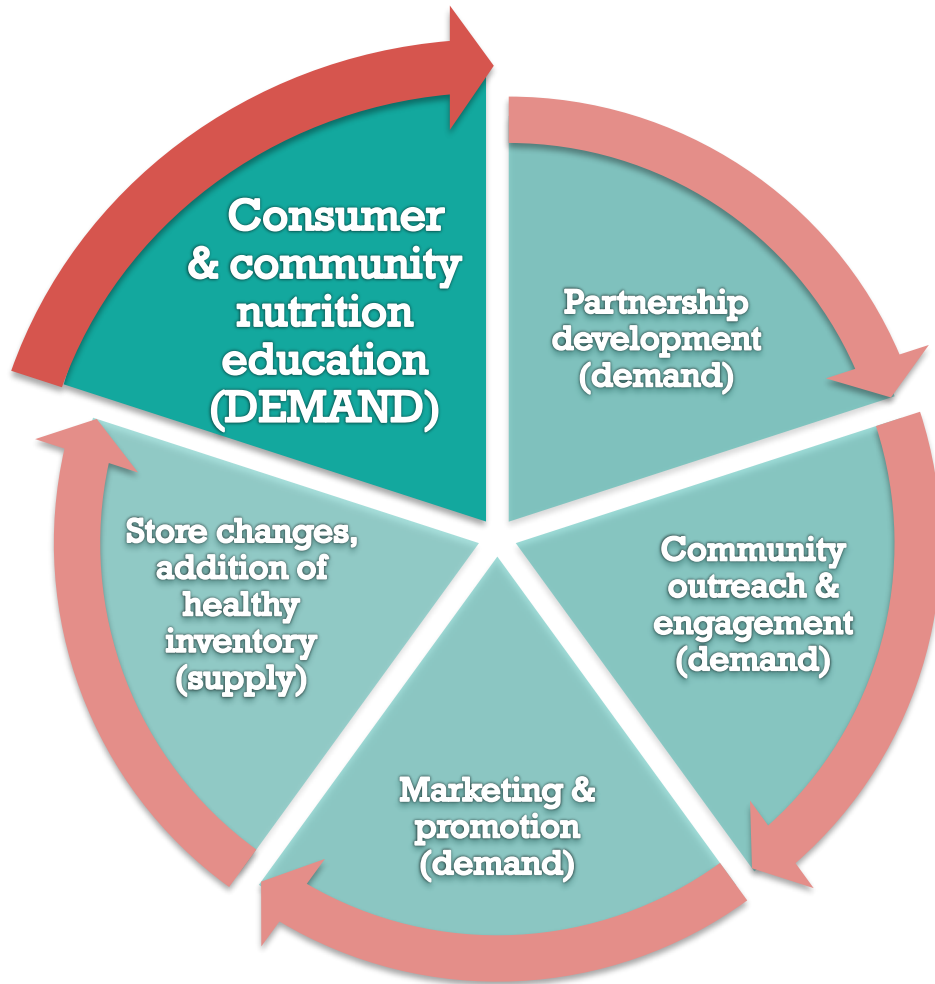 Consumer
& community
nutrition
education
(DEMAND)
Partnership
development
(demand)
Community
outreach &
engagement
(demand)
Marketing &
promotion
(demand)
Store changes,
addition of
healthy
inventory
(supply)